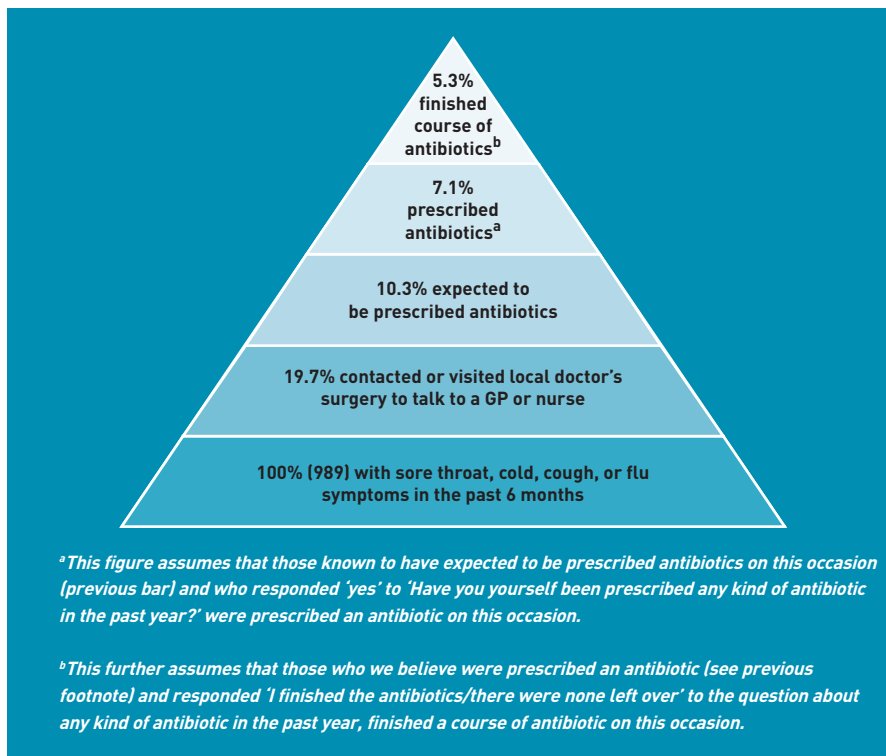 5.3%
finished
course of
antibioticsᵇ
7.1%
prescribed
antibioticsᵃ
10.3% expected to
be prescribed antibiotics
19.7% contacted or visited local doctor’s
surgery to talk to a GP or nurse
100% (989) with sore throat, cold, cough, or flu
symptoms in the past 6 months
ᵃThis figure assumes that those known to have expected to be prescribed antibiotics on this occasion
(previous bar) and who responded ‘yes’ to ‘Have you yourself been prescribed any kind of antibiotic
in the past year?’ were prescribed an antibiotic on this occasion.
ᵇThis further assumes that those who we believe were prescribed an antibiotic (see previous
footnote) and responded ‘I finished the antibiotics/there were none left over’ to the question about
any kind of antibiotic in the past year, finished a course of antibiotic on this occasion.